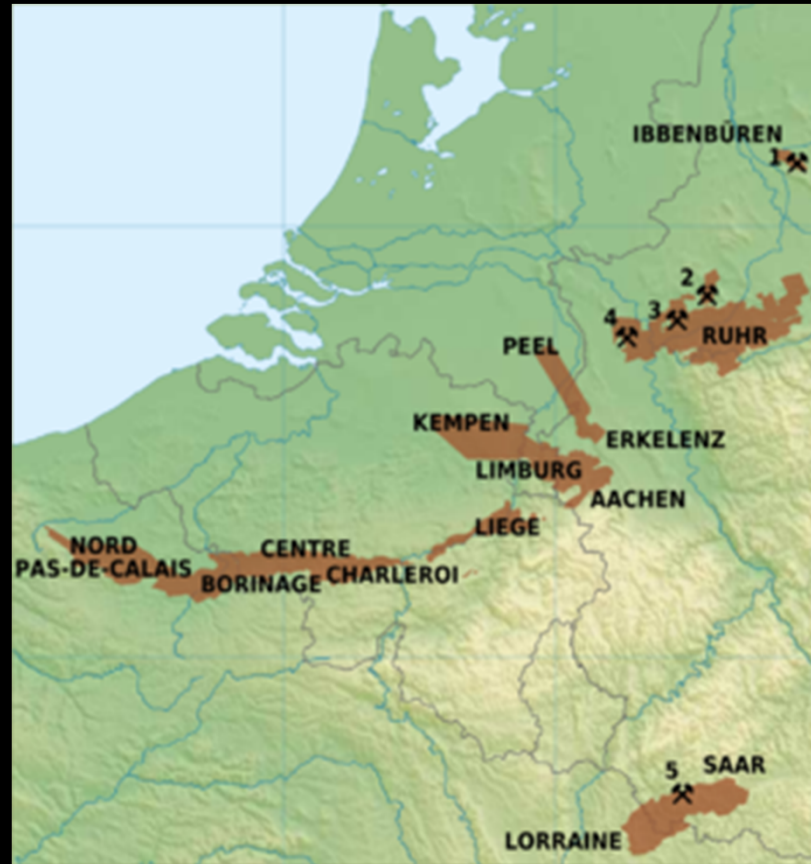 IBBENBÜREN
1
2
3
4
RUHR
PEEL
KEMPEN
ERKELENZ
LIMBURG
AACHEN
LIEGE
NORD
PAS-DE-CALAIS
CENTRE
BORINAGE
CHARLEROI
5
SAAR
LORRAINE